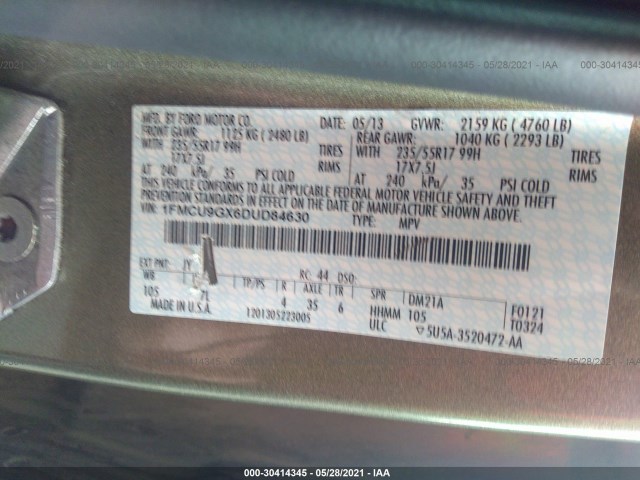 000-30414345 - 05/28/2021 - IAA
MFD. BY FORD MOTOR CO. DATE: 05/13 GVWR: 2159 KG ( 4760 LB)
FRONT GAWR: 1125 KG ( 2480 LB) REAR GAWR: 1040 KG ( 2293 LB)
WITH 235/55R17 99H TIRES WITH 235/55R17 99H TIRES
17X7.5J RIMS 17X7.5J RIMS
AT 240 kPa/ 35 PSI COLD AT 240 kPa/ 35 PSI COLD
THIS VEHICLE CONFORMS TO ALL APPLICABLE FEDERAL MOTOR VEHICLE SAFETY AND THEFT
PREVENTION STANDARDS IN EFFECT ON THE DATE OF MANUFACTURE SHOWN ABOVE.
VIN: 1FMCU9GX6DUD84630 TYPE: MPV
EXT PNT: JY RC: 44 DSO:
WB TP/PS R AXLE TR SPR DM21A F0121
105 4 35 6 HHMM 105 T0324
MADE IN U.S.A. 1201305223005 ULC 5U5A-3520472-AA
000-30414345 - 05/28/2021 - IAA